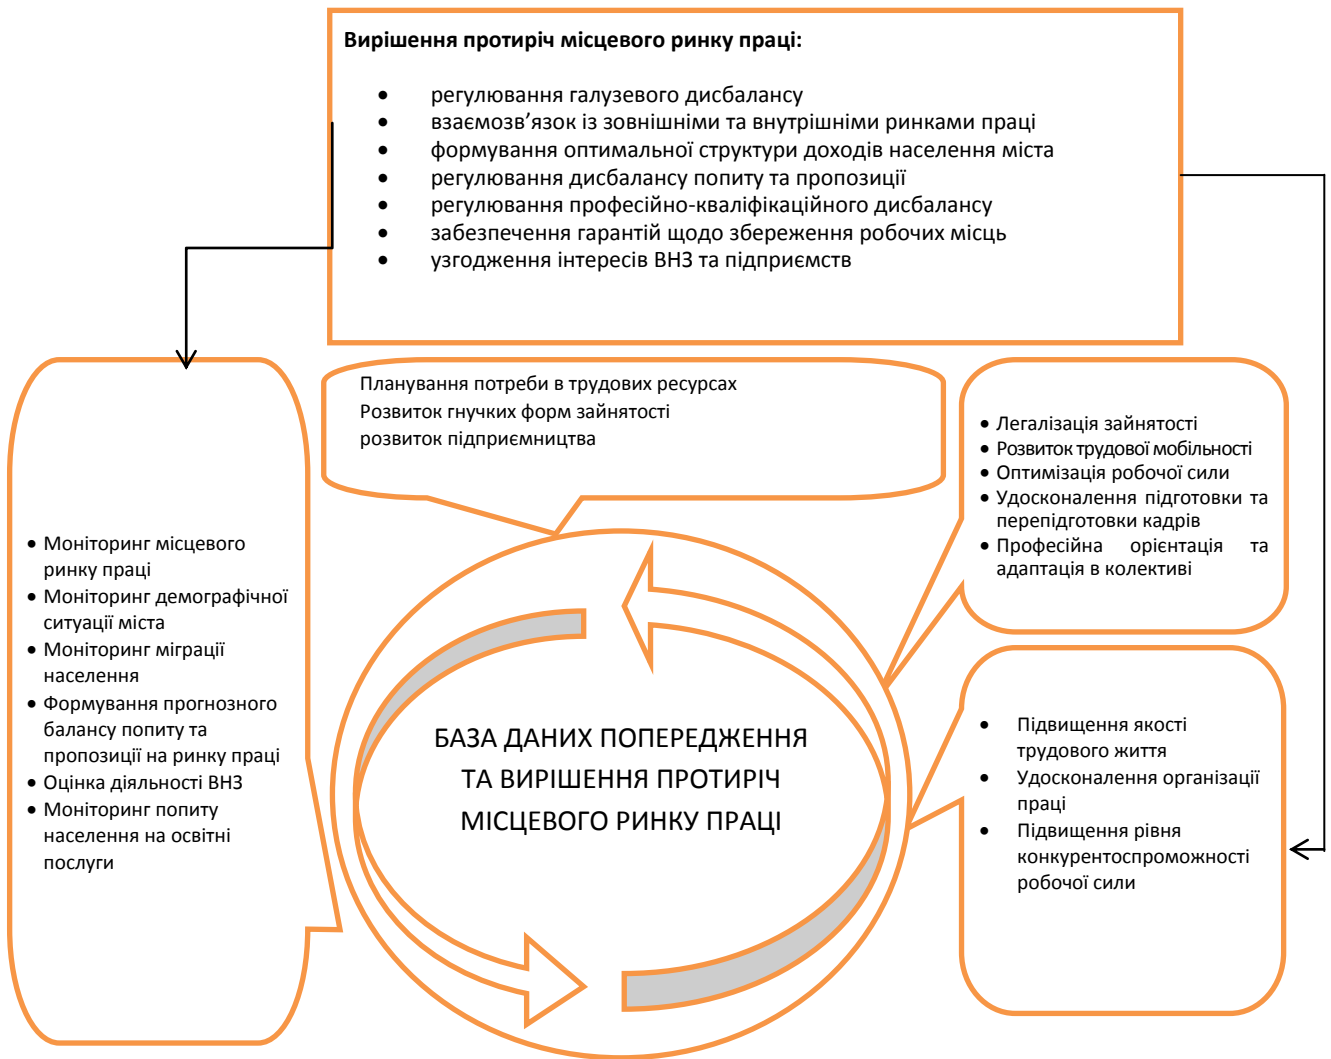 Вирішення протиріч місцевого ринку праці:
• регулювання галузевого дисбалансу
• взаємозв’язок із зовнішніми та внутрішніми ринками праці
• формування оптимальної структури доходів населення міста
• регулювання дисбалансу попиту та пропозиції
• регулювання професійно-кваліфікаційного дисбалансу
• забезпечення гарантій щодо збереження робочих місць
• узгодження інтересів ВНЗ та підприємств
Планування потреби в трудових ресурсах
Розвиток гнучких форм зайнятості
розвиток підприємництва
• Легалізація зайнятості
• Розвиток трудової мобільності
• Оптимізація робочої сили
• Удосконалення підготовки та
перепідготовки кадрів
• Професійна орієнтація та
адаптація в колективі
• Моніторинг місцевого
ринку праці
• Моніторинг демографічної
ситуації міста
• Моніторинг міграції
населення
• Формування прогнозного
балансу попиту та
пропозиції на ринку праці
• Оцінка діяльності ВНЗ
• Моніторинг попиту
населення на освітні
послуги
БАЗА ДАНИХ ПОПЕРЕДЖЕННЯ
ТА ВИРІШЕННЯ ПРОТИРІЧ
МІСЦЕВОГО РИНКУ ПРАЦІ
• Підвищення якості
трудового життя
• Удосконалення організації
праці
• Підвищення рівня
конкурентоспроможності
робочої сили